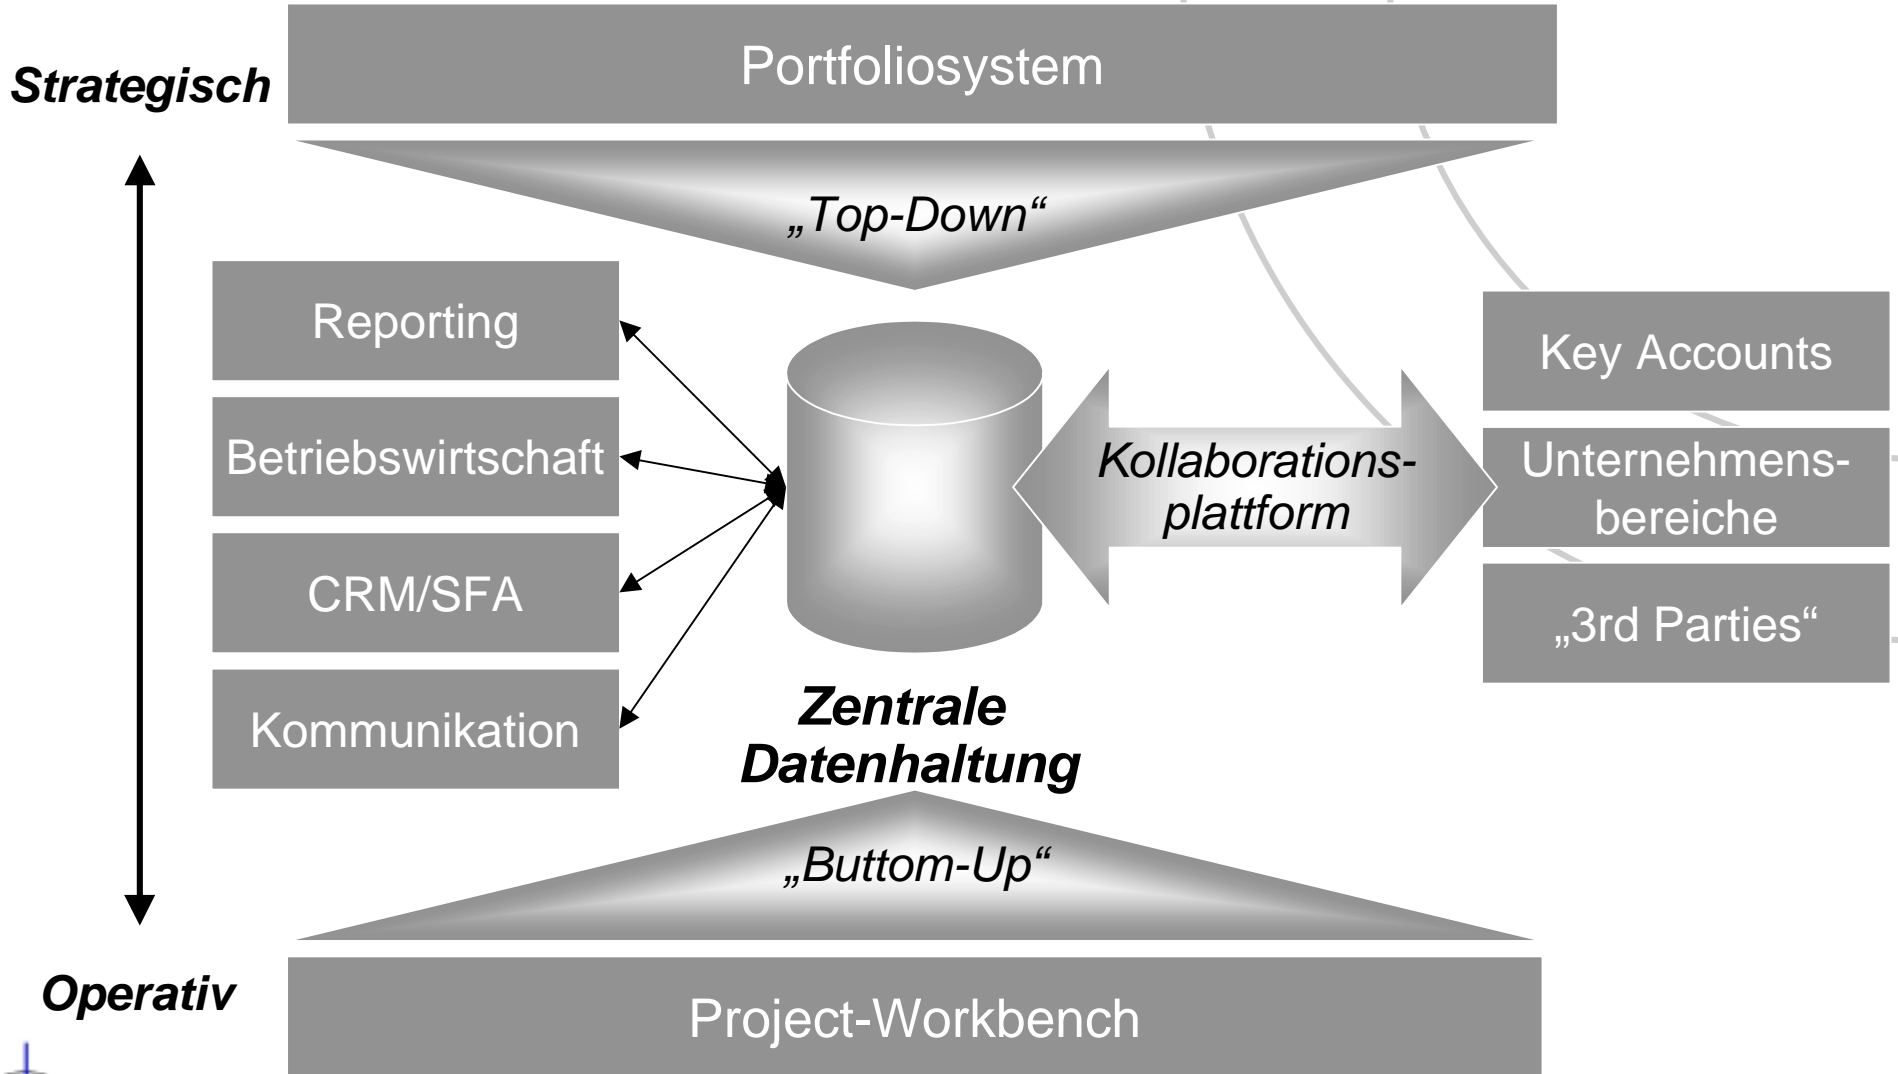 Portfoliosystem
Strategisch
„Top-Down“
Reporting
Betriebswirtschaft
CRM/SFA
Kommunikation
Zentrale
Datenhaltung
Kollaborations-
plattform
Key Accounts
Unternehmens-
bereiche
„3rd Parties“
„Buttom-Up“
Operativ
Project-Workbench